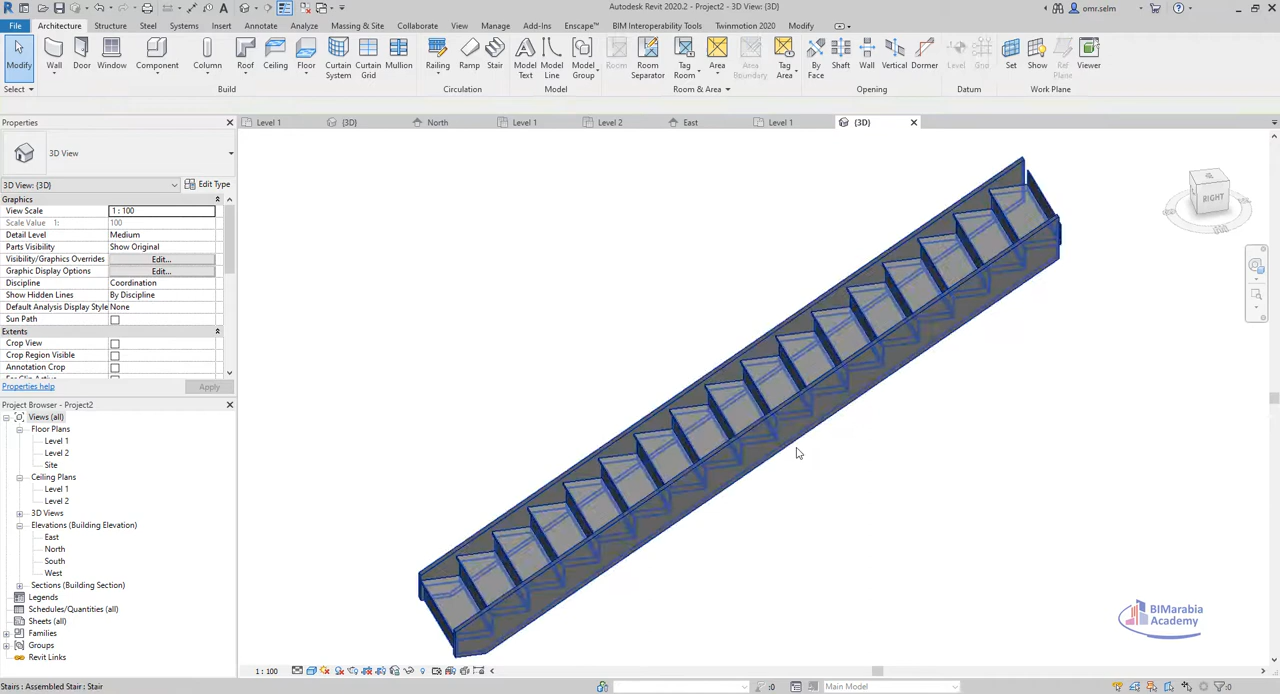 Autodesk Revit 2020.2 - Project2 - 3D View: {3D}
omr.selm
File Architecture Structure Steel Systems Insert Annotate Analyze Massing & Site Collaborate View Manage Add-Ins Enscape™ BIM Interoperability Tools Twinmotion 2020 Modify
Modify Wall Door Window Component Column Roof Ceiling Floor Curtain System Curtain Grid Mullion Railing Ramp Stair Model Text Model Line Model Group Room Room Separator Tag Room Area Area Boundary Tag Area By Face Shaft Wall Vertical Dormer Level Grid Set Show Ref Plane Viewer
Select Build Circulation Model Room & Area Opening Datum Work Plane
Properties
Level 1 {3D} North Level 1 Level 2 East Level 1 {3D}
3D View
3D View: {3D} Edit Type
Graphics
View Scale 1 : 100
Scale Value 1: 100
Detail Level Medium
Parts Visibility Show Original
Visibility/Graphics Overrides Edit...
Graphic Display Options Edit...
Discipline Coordination
Show Hidden Lines By Discipline
Default Analysis Display Style None
Sun Path
Extents
Crop View
Crop Region Visible
Annotation Crop
Properties help Apply
Project Browser - Project2
Views (all)
Floor Plans
Level 1
Level 2
Site
Ceiling Plans
Level 1
Level 2
3D Views
Elevations (Building Elevation)
East
North
South
West
Sections (Building Section)
Legends
Schedules/Quantities (all)
Sheets (all)
Families
Groups
Revit Links
RIGHT
BIMarabia
Academy
1 : 100
Stairs : Assembled Stair : Stair
:0
Main Model
:0